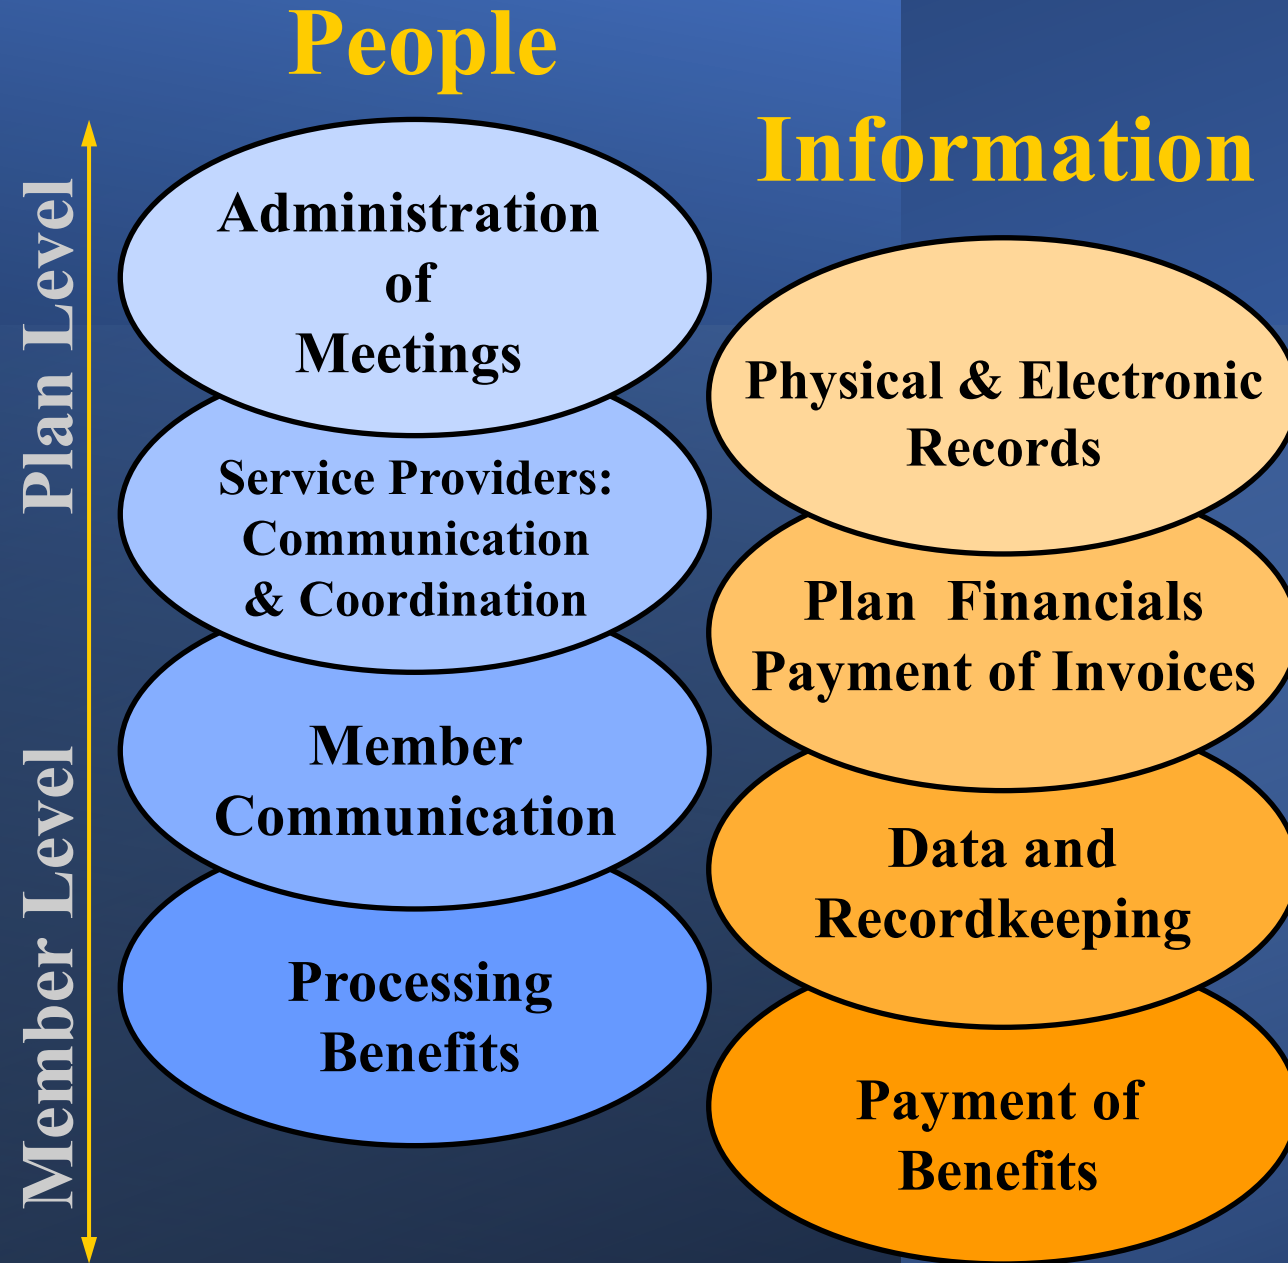 People
Information
Plan Level
Member Level
Administration
of
Meetings
Service Providers:
Communication
& Coordination
Member
Communication
Processing
Benefits
Physical & Electronic
Records
Plan  Financials
Payment of Invoices
Data and
Recordkeeping
Payment of
Benefits